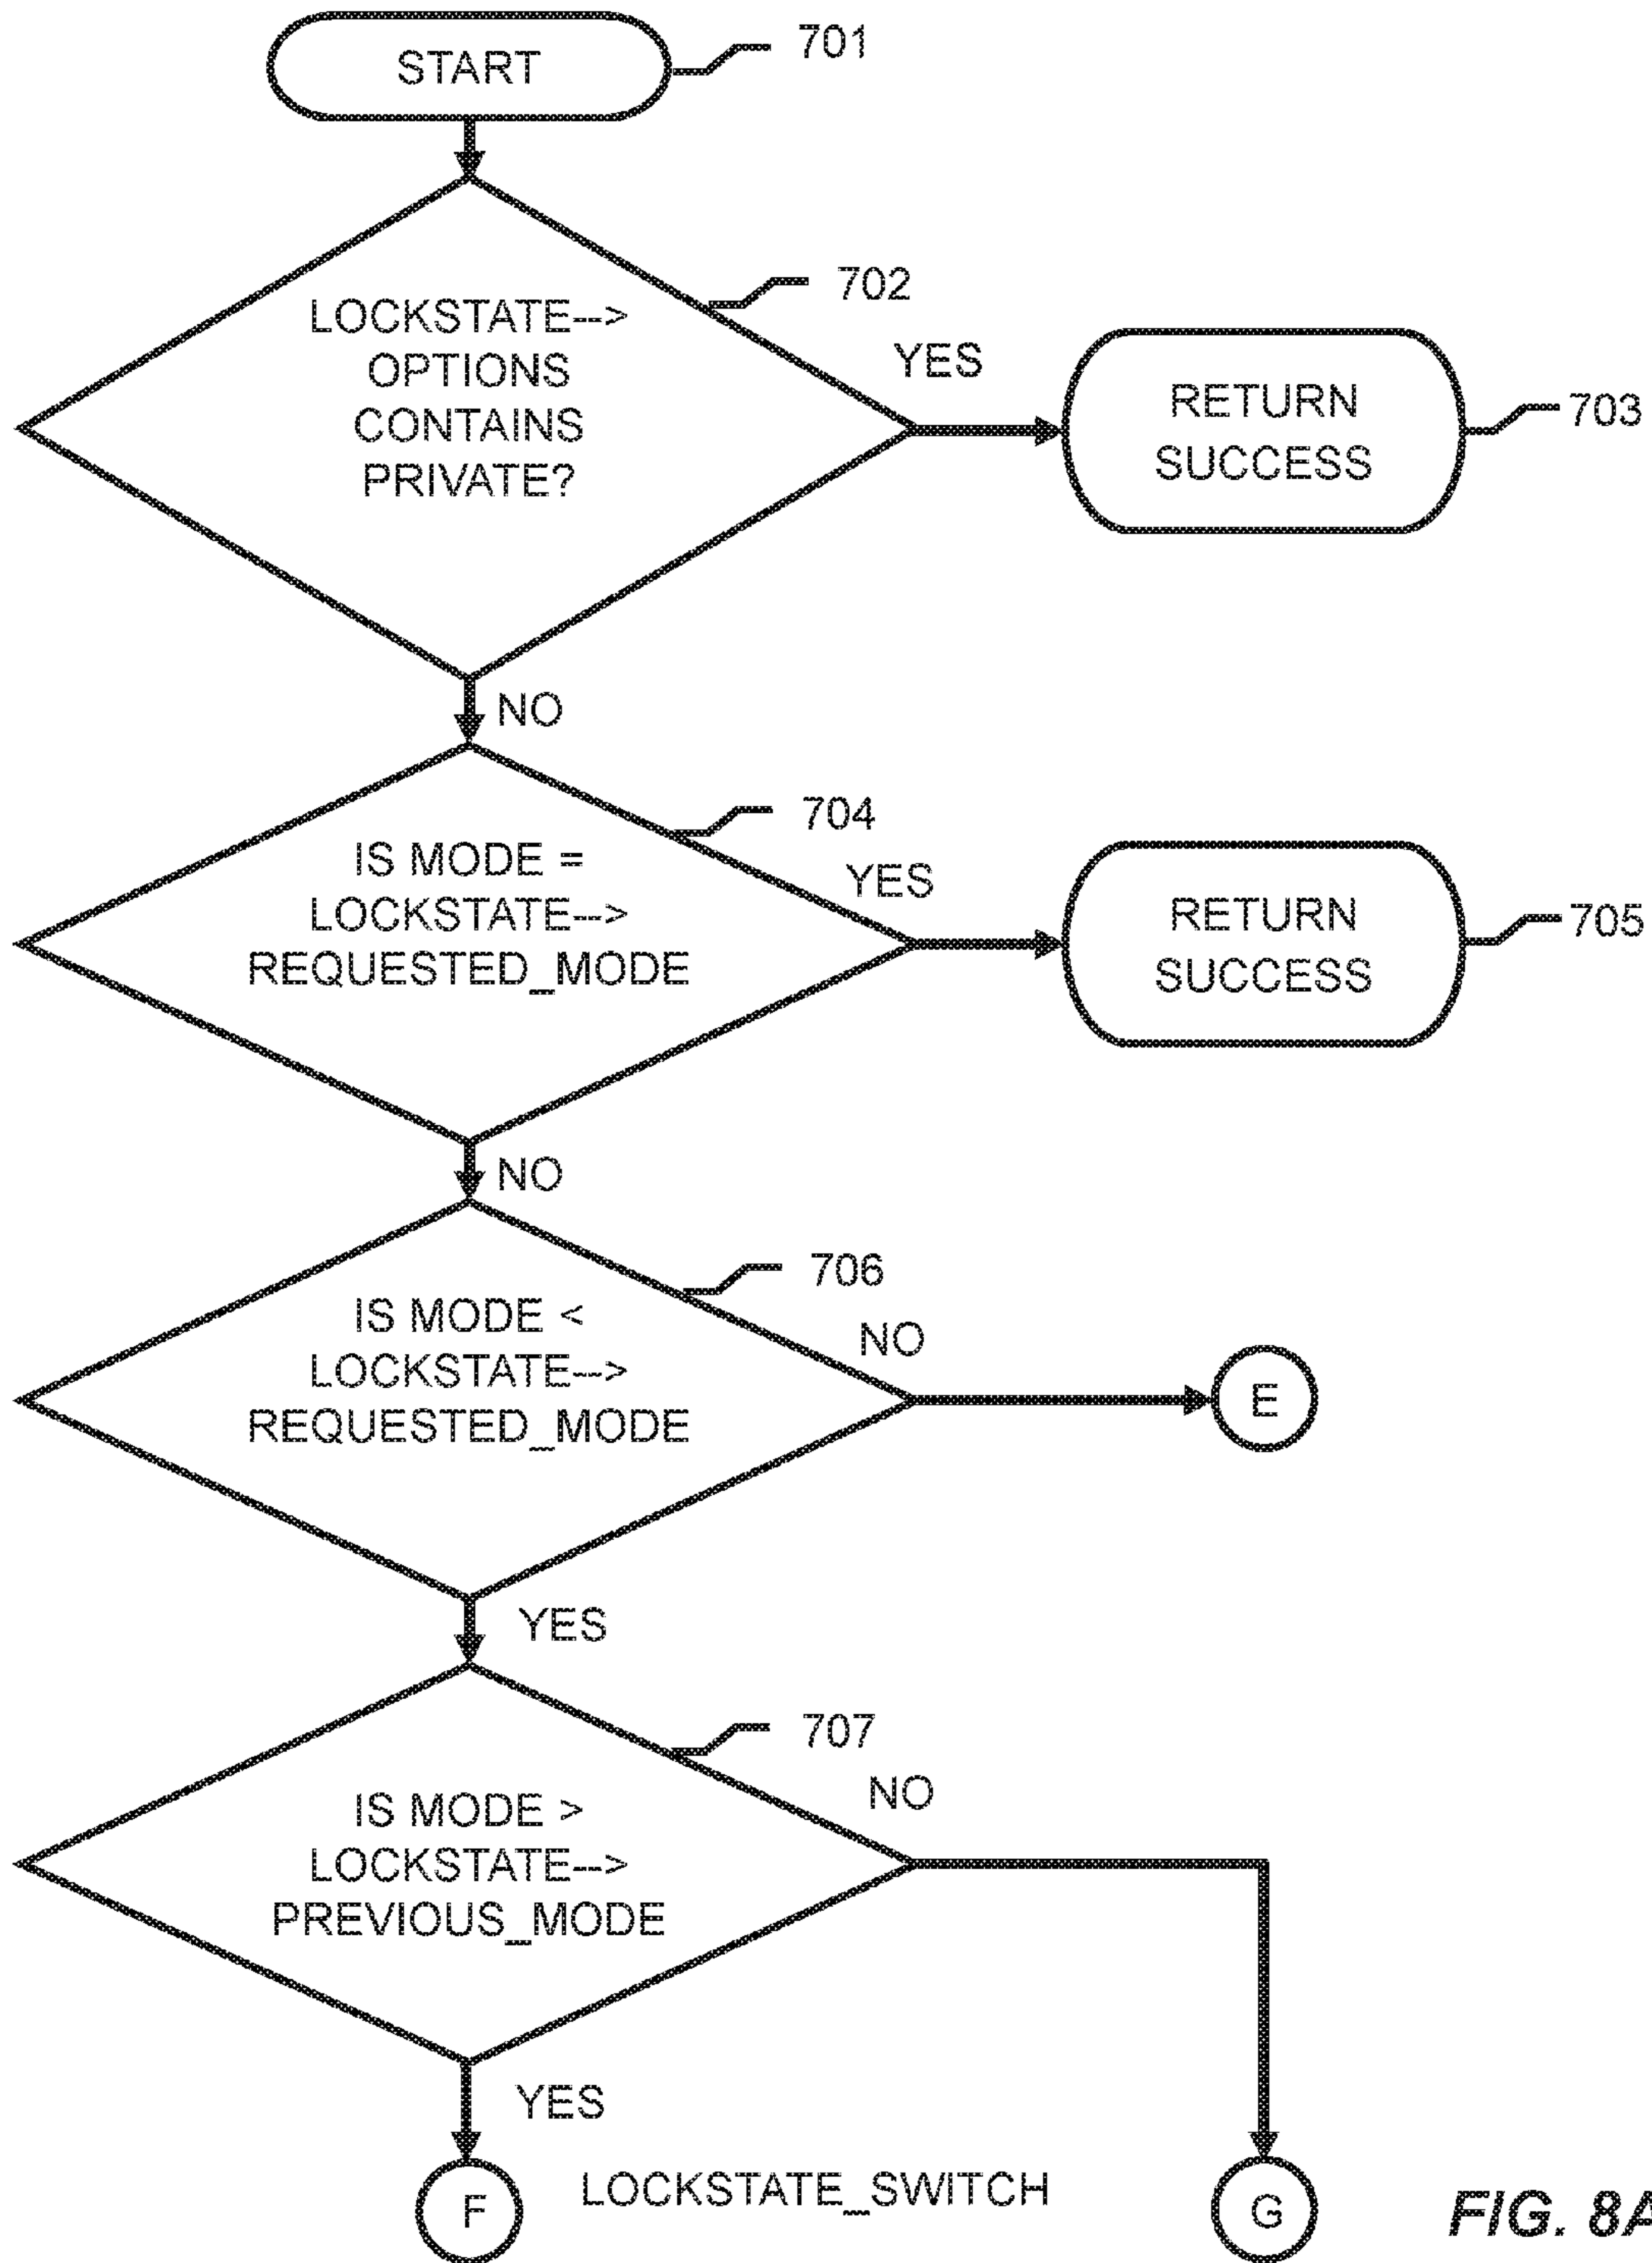 START
701
702
LOCKSTATE-->
OPTIONS
CONTAINS
PRIVATE?
YES
RETURN
SUCCESS
703
NO
704
IS MODE =
LOCKSTATE-->
REQUESTED_MODE
YES
RETURN
SUCCESS
705
NO
706
IS MODE <
LOCKSTATE-->
REQUESTED_MODE
NO
E
YES
707
IS MODE >
LOCKSTATE-->
PREVIOUS_MODE
NO
YES
F
LOCKSTATE_SWITCH
G
FIG. 8A